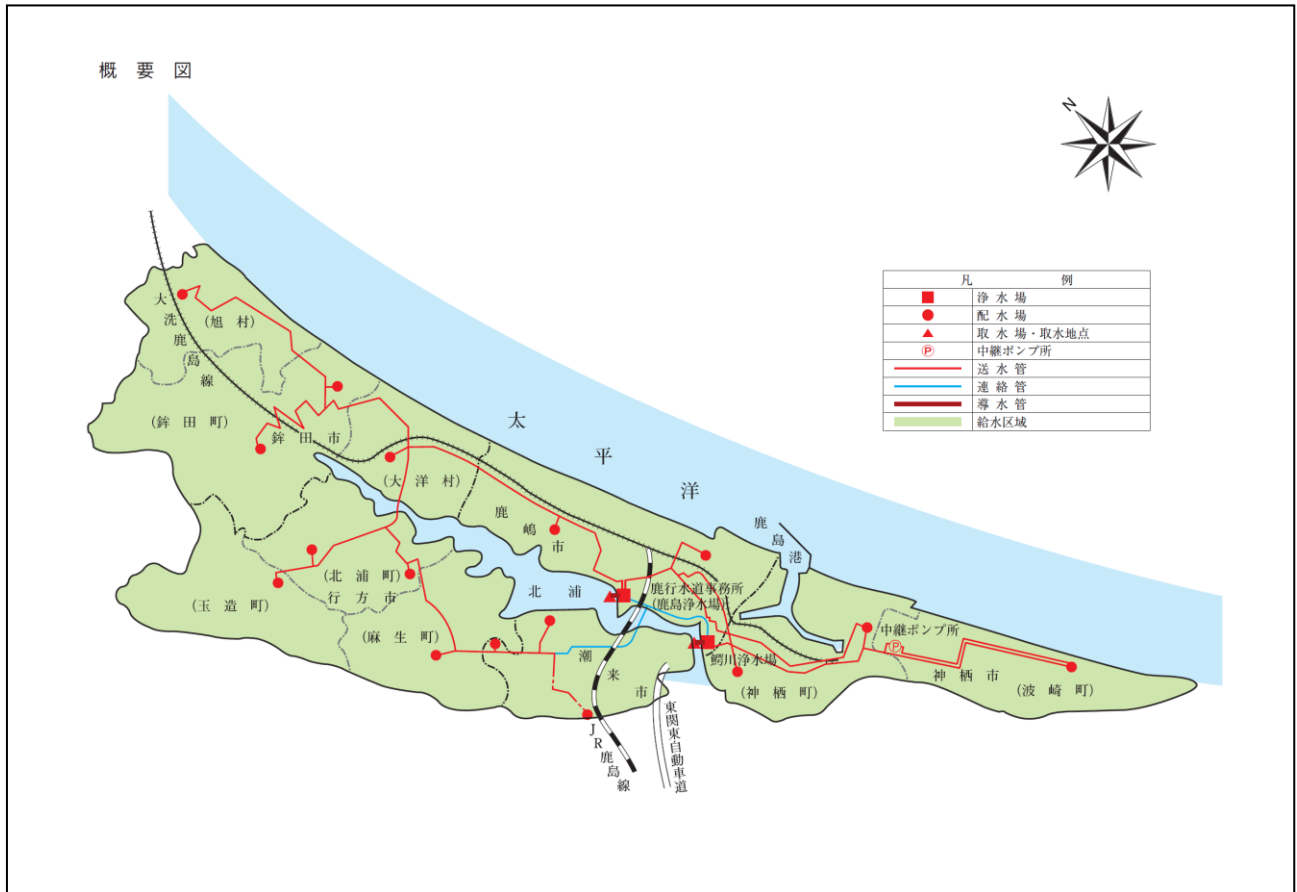 概要図
N
凡例
浄水場
配水場
取水場・取水地点
P
中継ポンプ所
送水管
連絡管
導水管
給水区域
太平洋
大洗鹿島線
(旭村)
(鉾田町)
鉾田市
(大洋村)
鹿嶋市
鹿島港
(北浦町)
行方市
(玉造町)
(麻生町)
北浦
鹿行水道事務所
(鹿島浄水場)
鰐川浄水場
潮来市
中継ポンプ所
P
神栖市
(神栖町)
(波崎町)
JR鹿島線
東関東自動車道